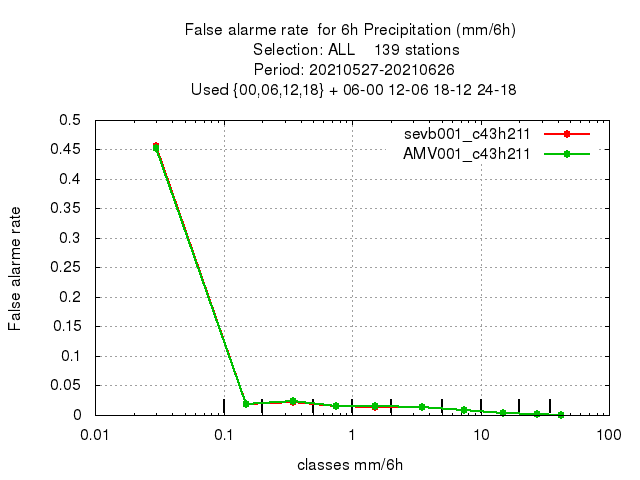 False alarme rate  for 6h Precipitation (mm/6h)
Selection: ALL    139 stations
Period: 20210527-20210626
Used {00,06,12,18} + 06-00 12-06 18-12 24-18
sevb001_c43h211
AMV001_c43h211
False alarme rate
0.5
0.45
0.4
0.35
0.3
0.25
0.2
0.15
0.1
0.05
0
0.01 0.1 1 10 100
classes mm/6h